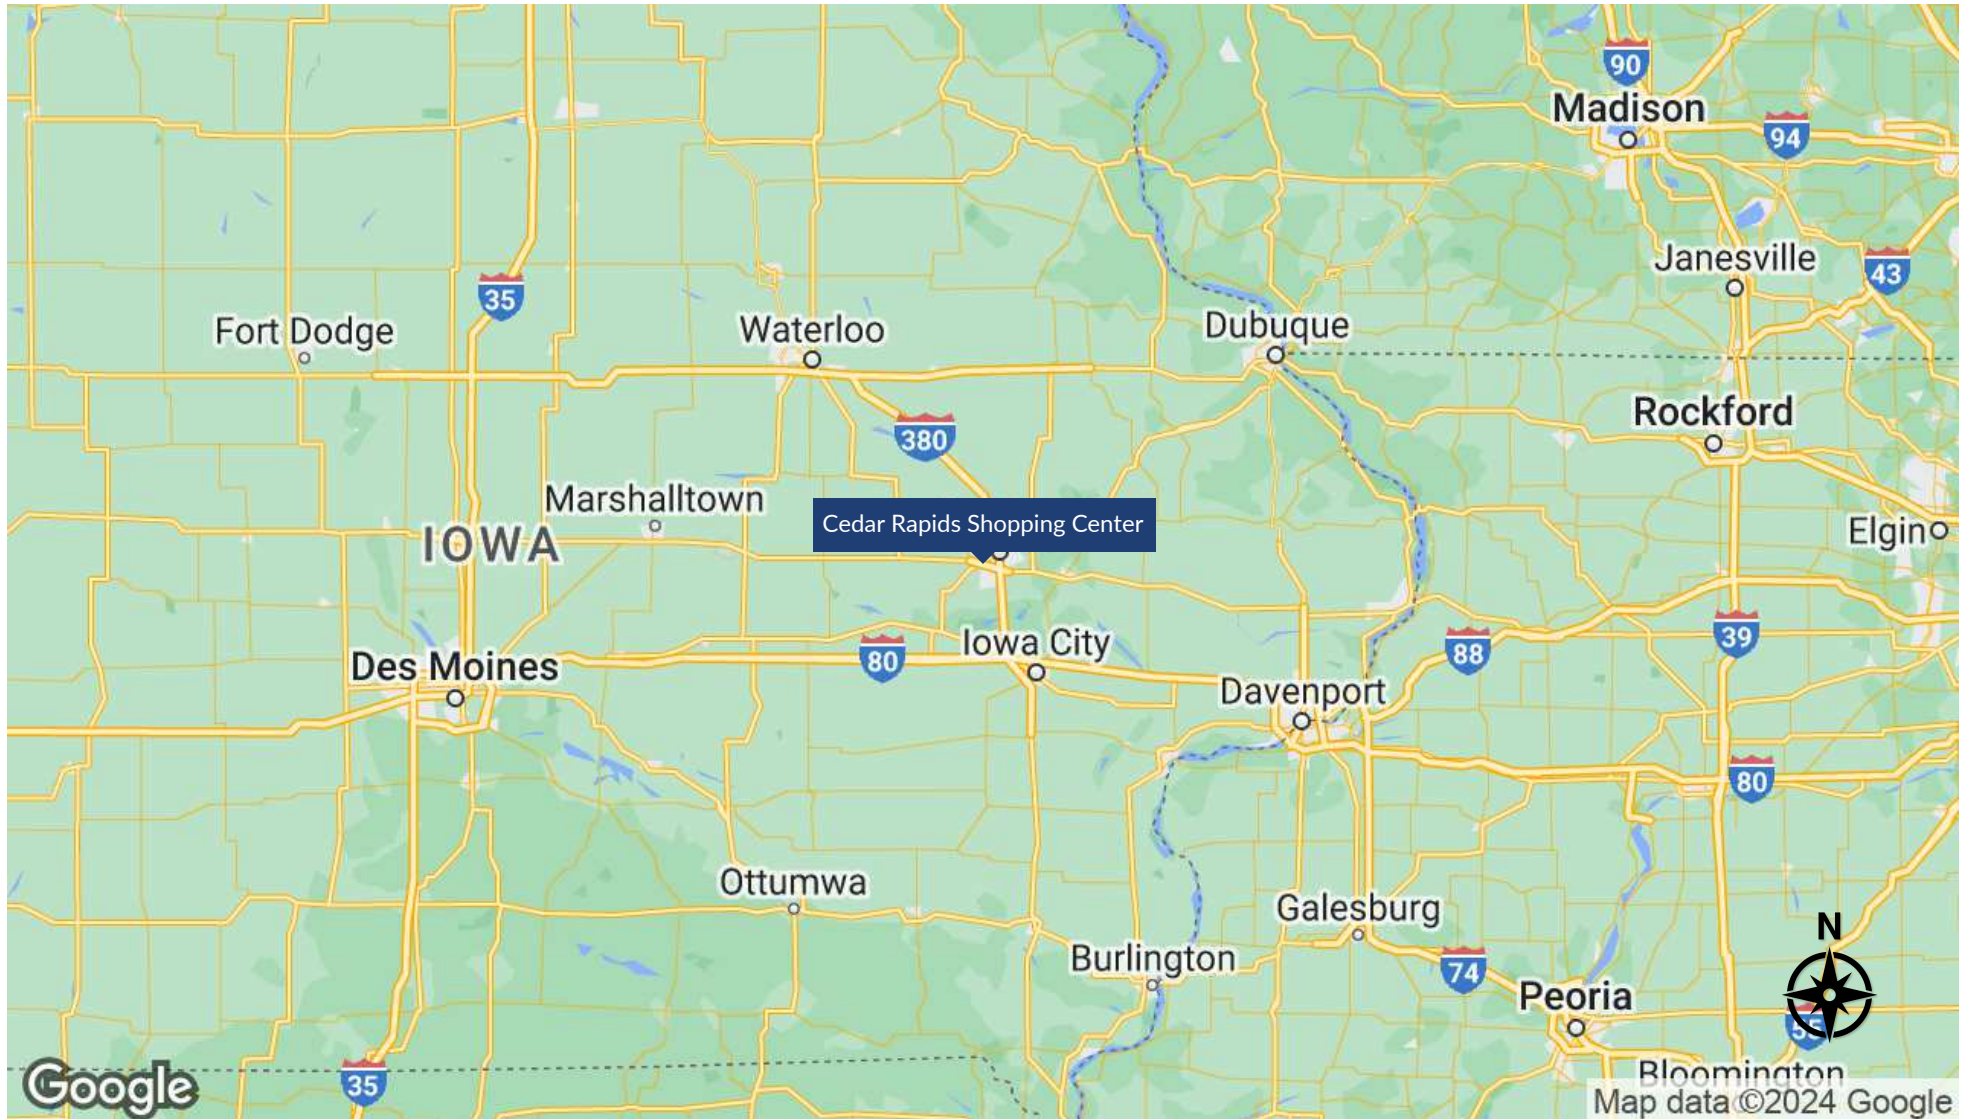 90
Madison
94
Janesville
43
35
Fort Dodge
Waterloo
Dubuque
Rockford
380
Marshalltown
Cedar Rapids Shopping Center
IOWA
Elgin
39
Iowa City
88
80
Des Moines
Davenport
80
Ottumwa
Galesburg
N
Burlington
74
Peoria
55
Bloomington
Google
35
Map data ©2024 Google